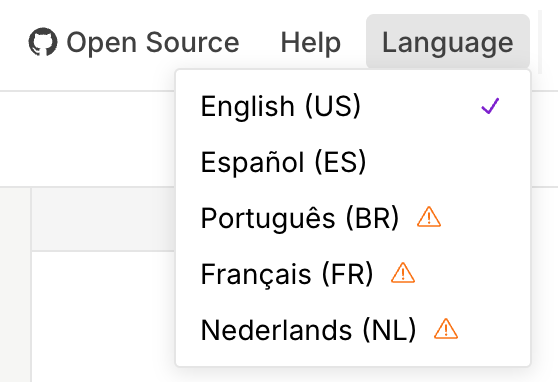 Open Source Help Language
English (US)
Español (ES)
Português (BR)
Français (FR)
Nederlands (NL)